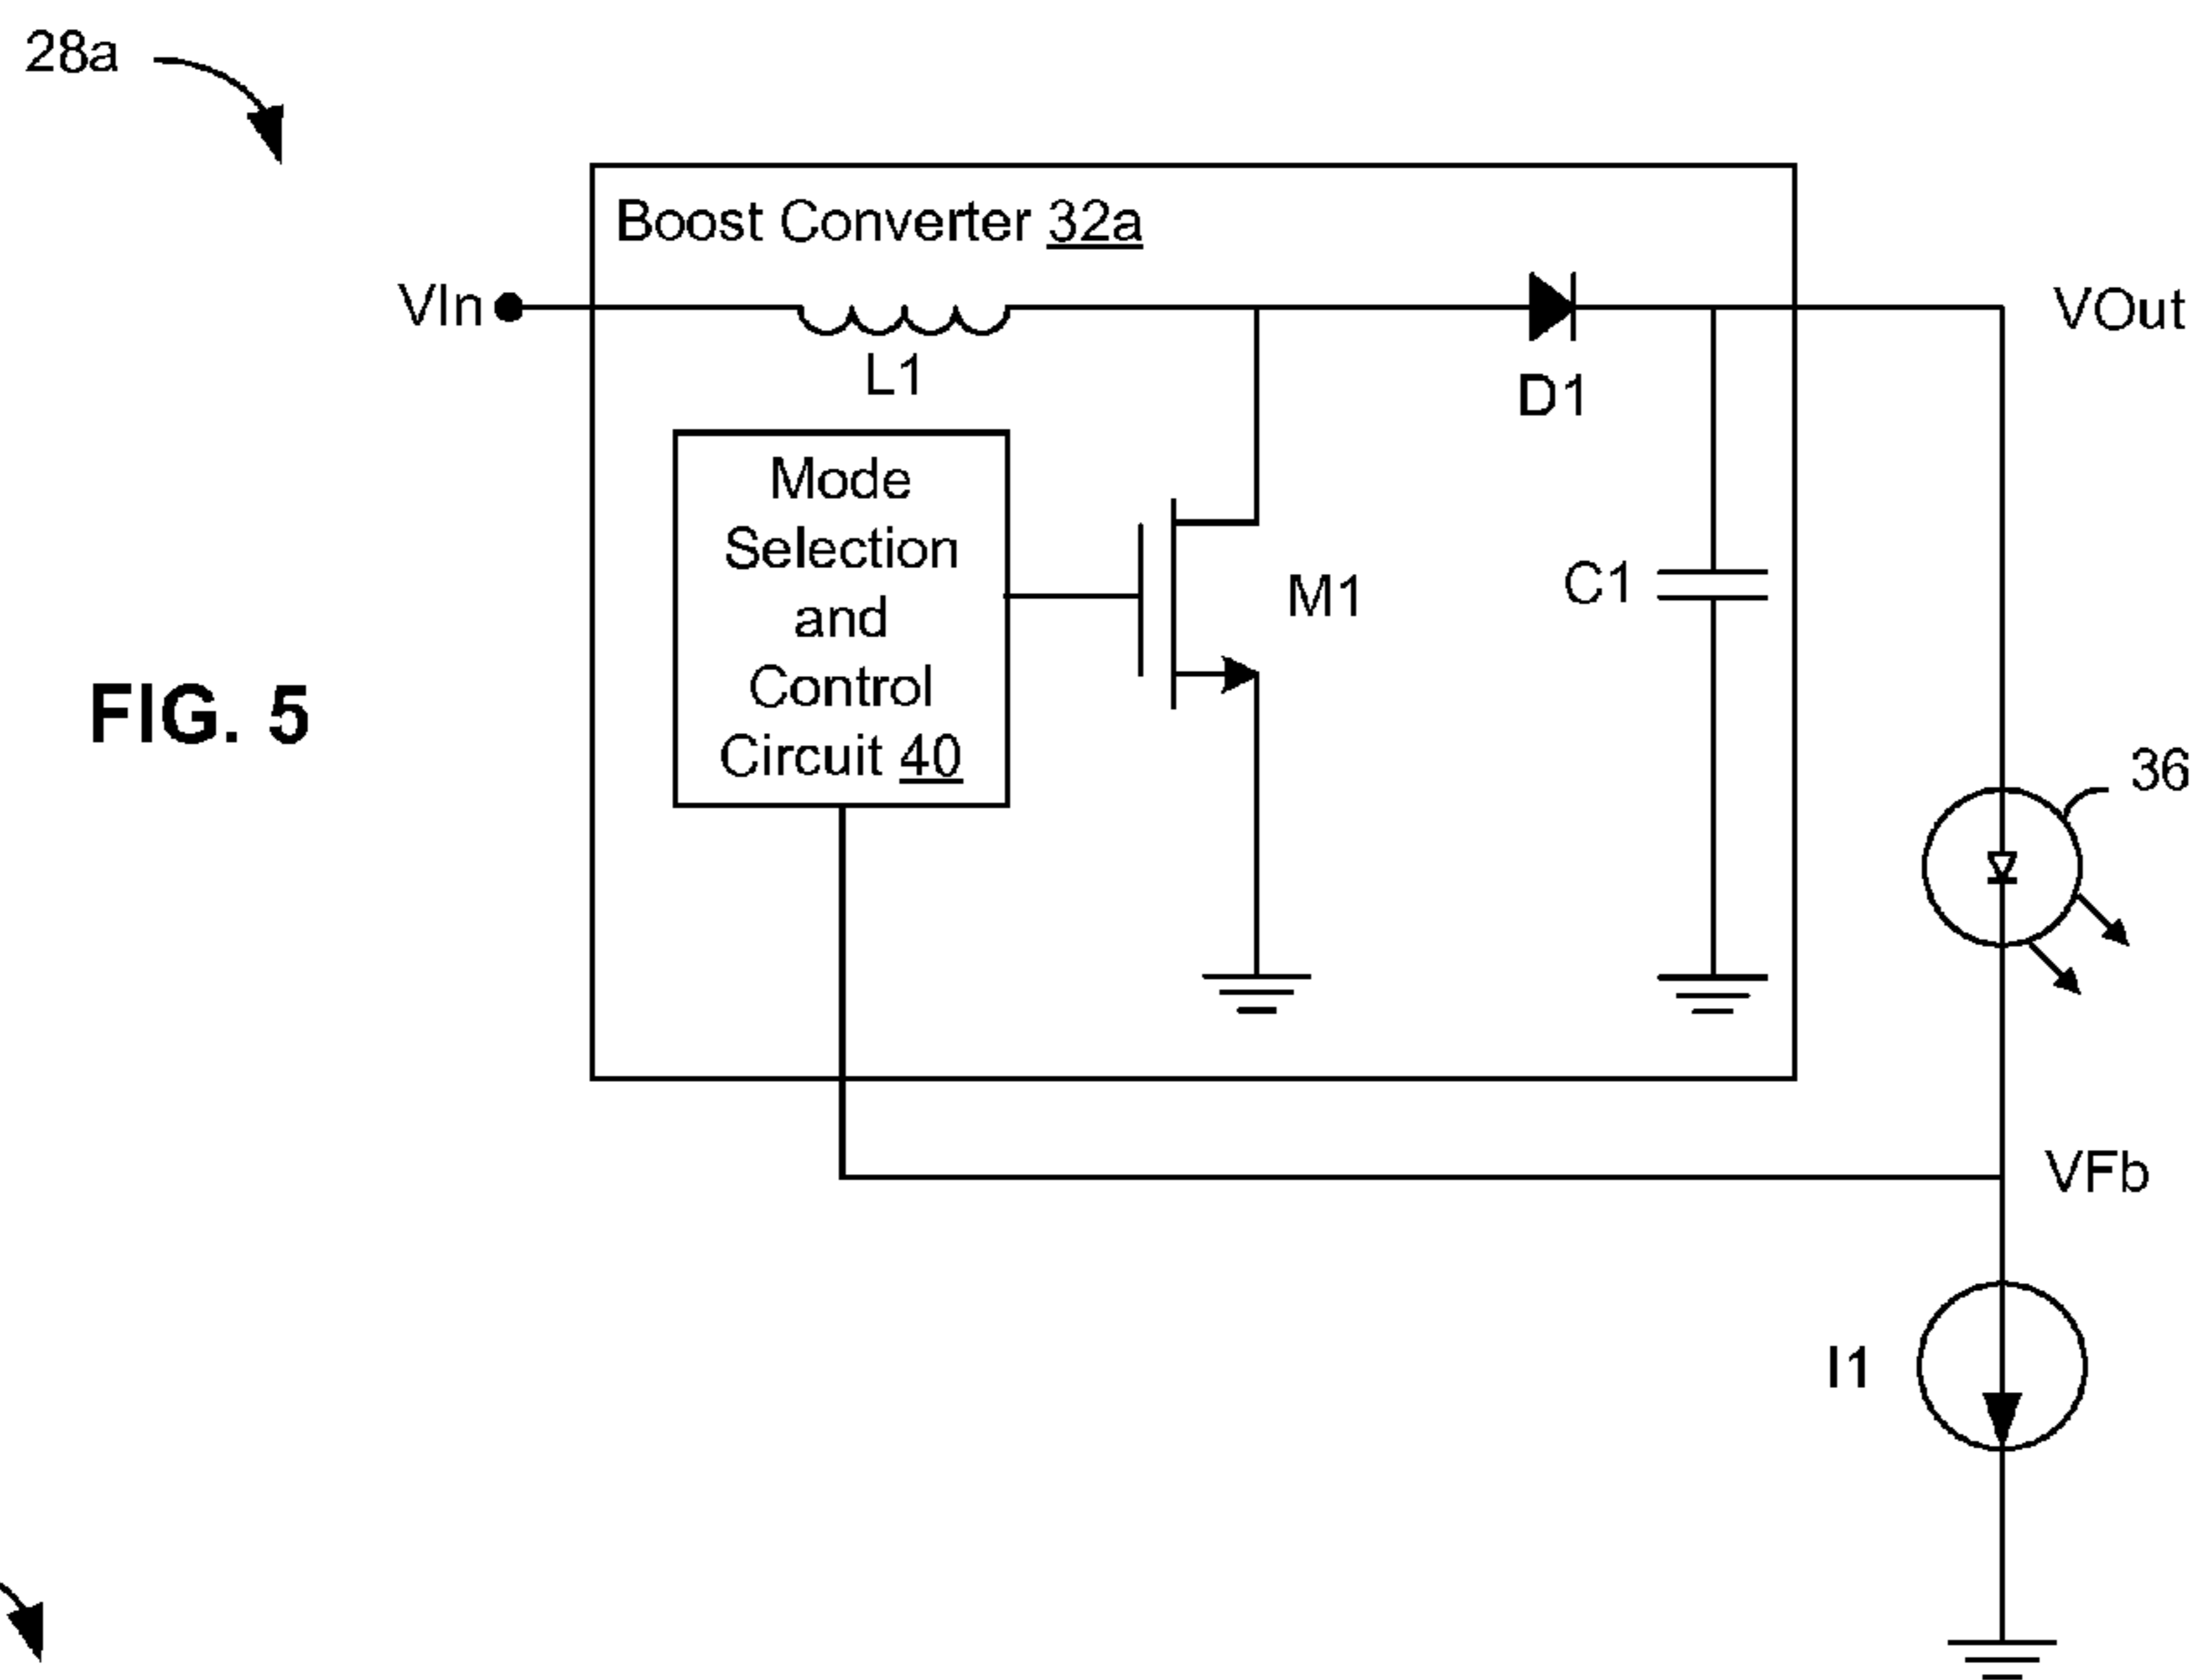 28a
Boost Converter 32a
VIn
VOut
L1
D1
Mode
Selection
and
Control
Circuit 40
M1
C1
FIG. 5
36
VFb
I1